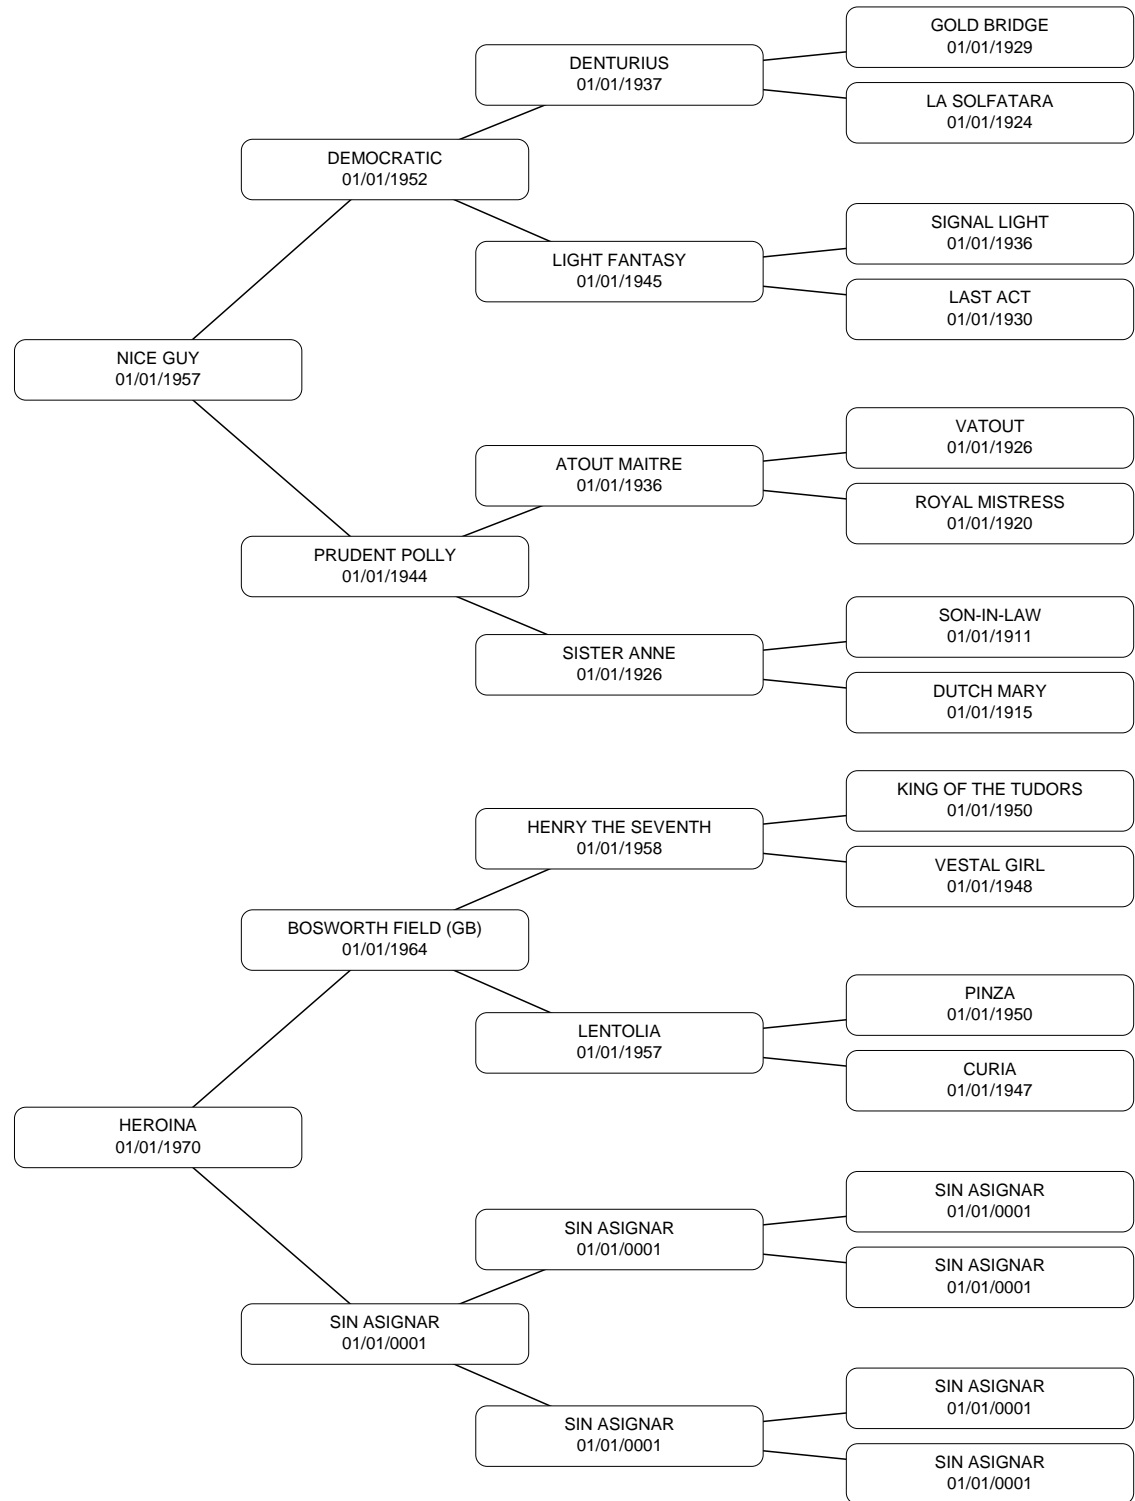 GOLD BRIDGE
01/01/1929
DENTURIUS
01/01/1937
LA SOLFATARA
01/01/1924
DEMOCRATIC
01/01/1952
SIGNAL LIGHT
01/01/1936
LIGHT FANTASY
01/01/1945
LAST ACT
01/01/1930
NICE GUY
01/01/1957
VATOUT
01/01/1926
ATOUT MAITRE
01/01/1936
ROYAL MISTRESS
01/01/1920
PRUDENT POLLY
01/01/1944
SON-IN-LAW
01/01/1911
SISTER ANNE
01/01/1926
DUTCH MARY
01/01/1915
KING OF THE TUDORS
01/01/1950
HENRY THE SEVENTH
01/01/1958
VESTAL GIRL
01/01/1948
BOSWORTH FIELD (GB)
01/01/1964
PINZA
01/01/1950
LENTOLIA
01/01/1957
CURIA
01/01/1947
HEROINA
01/01/1970
SIN ASIGNAR
01/01/0001
SIN ASIGNAR
01/01/0001
SIN ASIGNAR
01/01/0001
SIN ASIGNAR
01/01/0001
SIN ASIGNAR
01/01/0001
SIN ASIGNAR
01/01/0001
SIN ASIGNAR
01/01/0001